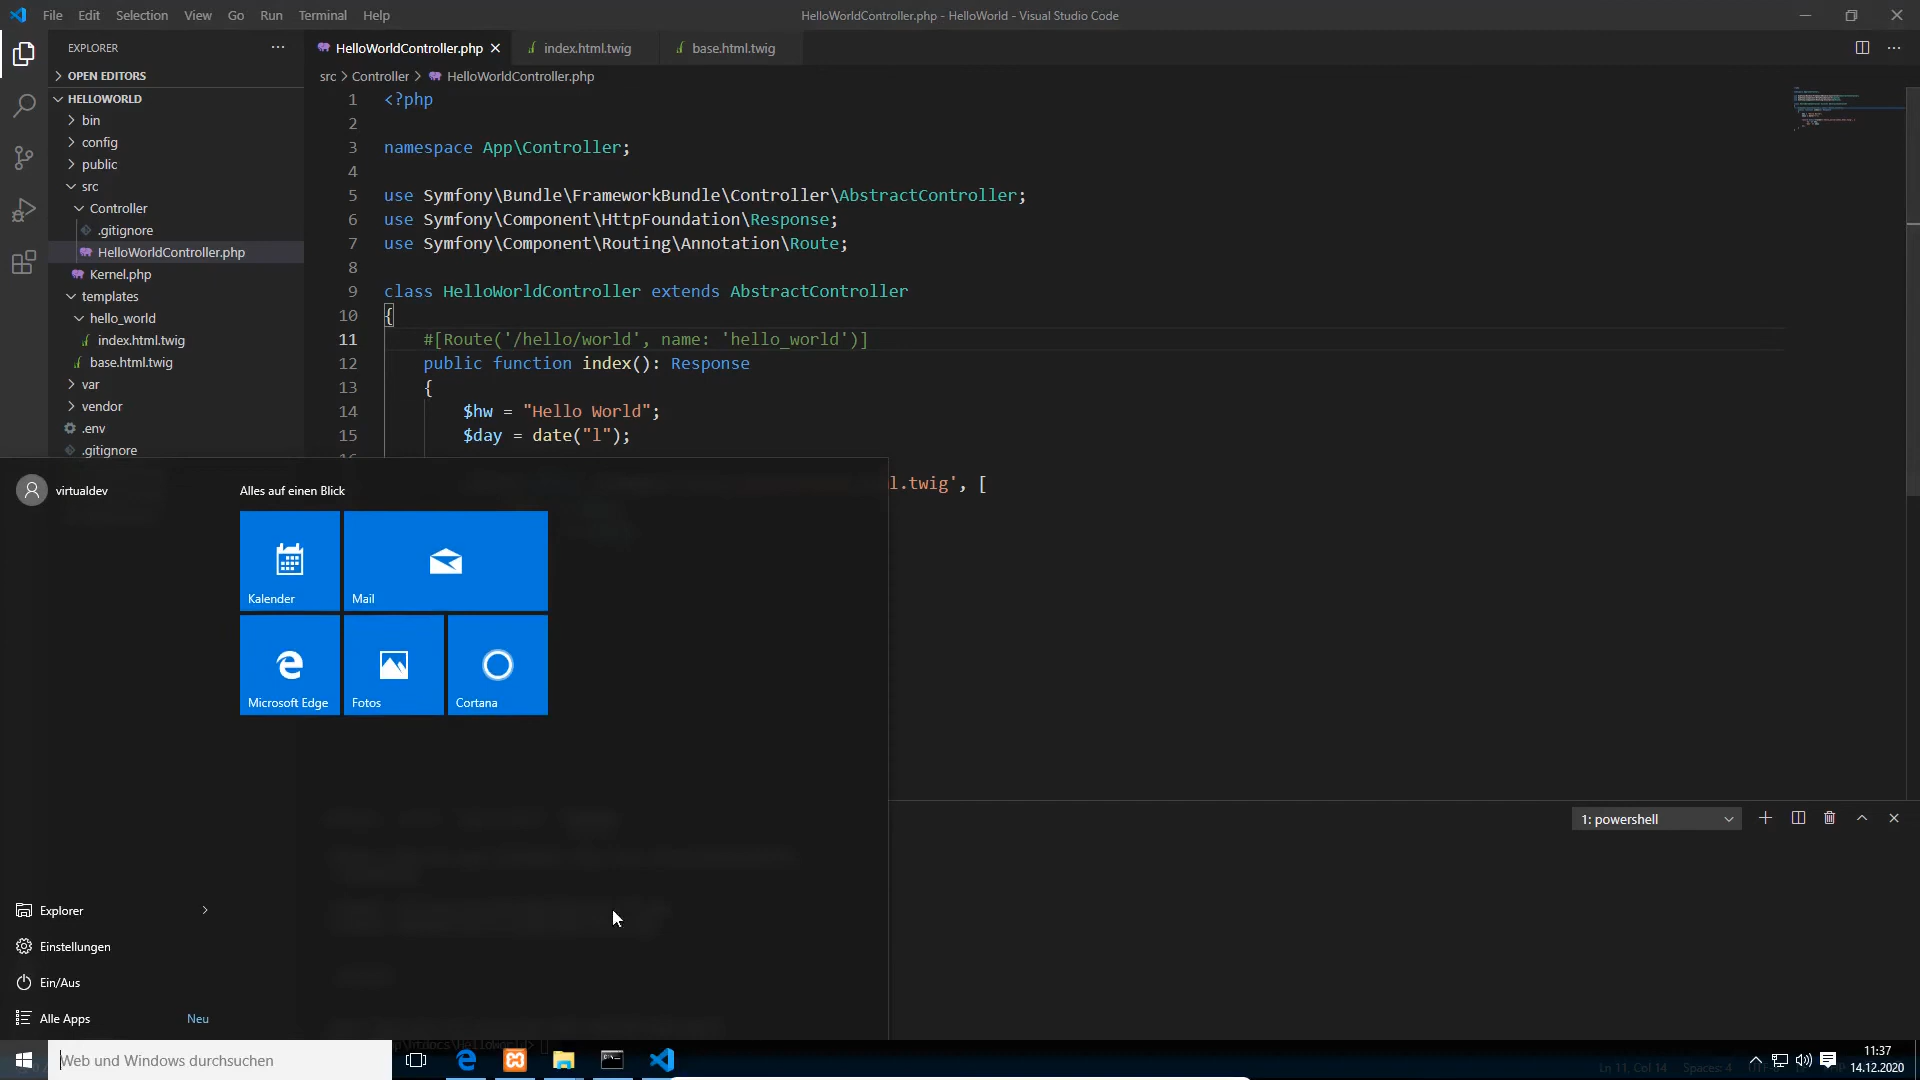 File Edit Selection View Go Run Terminal Help
HelloWorldController.php - HelloWorld - Visual Studio Code
EXPLORER
OPEN EDITORS
HELLOWORLD
bin
config
public
src
Controller
.gitignore
HelloWorldController.php
Kernel.php
templates
hello_world
index.html.twig
base.html.twig
var
vendor
.env
.gitignore
HelloWorldController.php
index.html.twig
base.html.twig
src > Controller > HelloWorldController.php
1 <?php
2
3 namespace App\Controller;
4
5 use Symfony\Bundle\FrameworkBundle\Controller\AbstractController;
6 use Symfony\Component\HttpFoundation\Response;
7 use Symfony\Component\Routing\Annotation\Route;
8
9 class HelloWorldController extends AbstractController
10 {
11 #[Route('/hello/world', name: 'hello_world')]
12 public function index(): Response
13 {
14 $hw = "Hello World";
15 $day = date("l");
l.twig', [
virtualdev
Alles auf einen Blick
Kalender
Mail
Microsoft Edge
Fotos
Cortana
Explorer
Einstellungen
Ein/Aus
Alle Apps Neu
1: powershell
Web und Windows durchsuchen
Ln 11, Col 14 Spaces: 4
11:37
14.12.2020